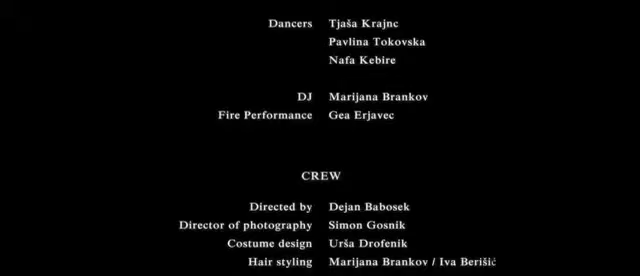 Dancers Tjaša Krajnc
Pavlina Tokovska
Nafa Kebire
DJ Marijana Brankov
Fire Performance Gea Erjavec
CREW
Directed by Dejan Babosek
Director of photography Simon Gosnik
Costume design Urša Drofenik
Hair styling Marijana Brankov / Iva Berišić